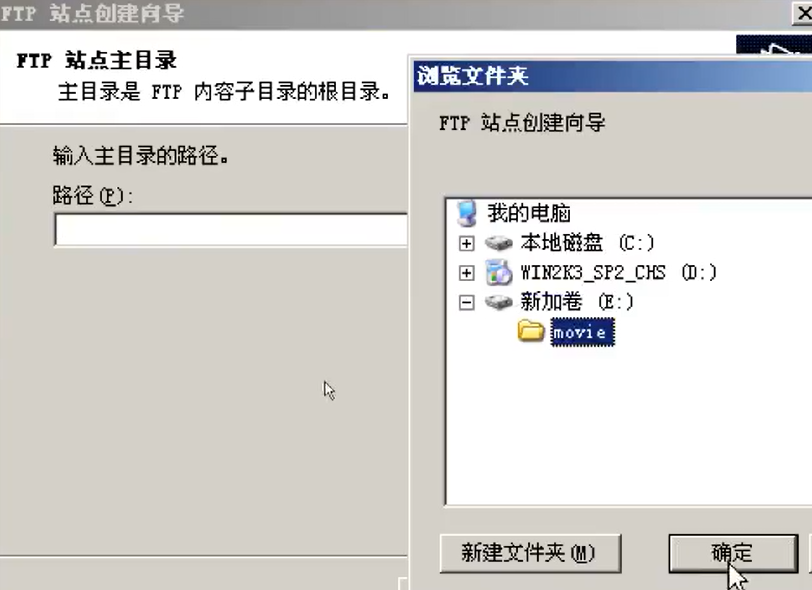 FTP 站点创建向导
FTP 站点主目录
主目录是 FTP 内容子目录的根目录。
输入主目录的路径。
路径(P):
浏览文件夹
FTP 站点创建向导
我的电脑
本地磁盘 (C:)
WIN2K3_SP2_CHS (D:)
新加卷 (E:)
movie
新建文件夹(M)
确定